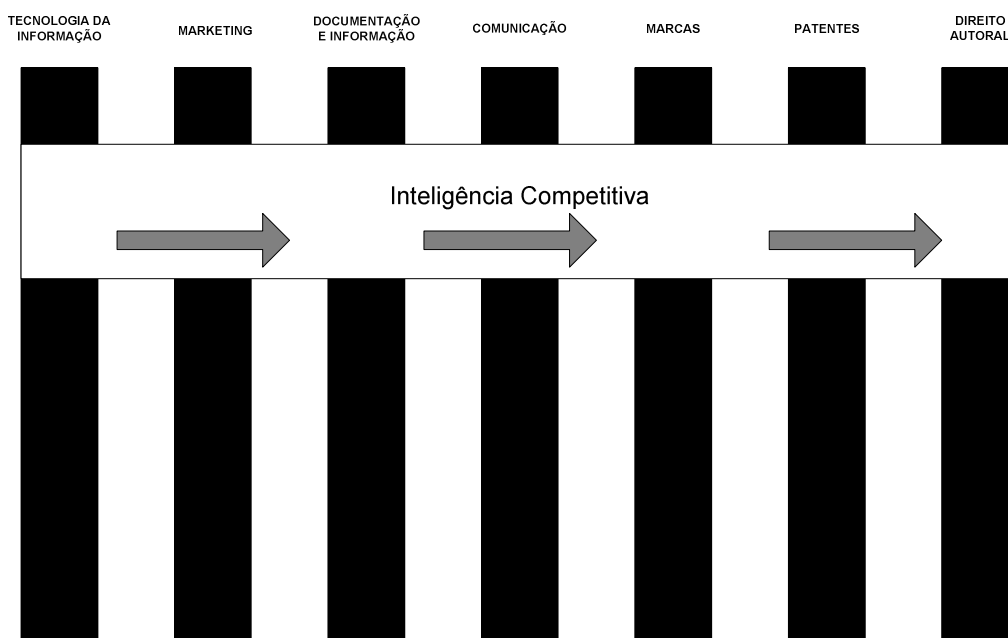 TECNOLOGIA DA
INFORMAÇÃO
MARKETING
DOCUMENTAÇÃO
E INFORMAÇÃO
COMUNICAÇÃO
MARCAS
PATENTES
DIREITO
AUTORAL
Inteligência Competitiva